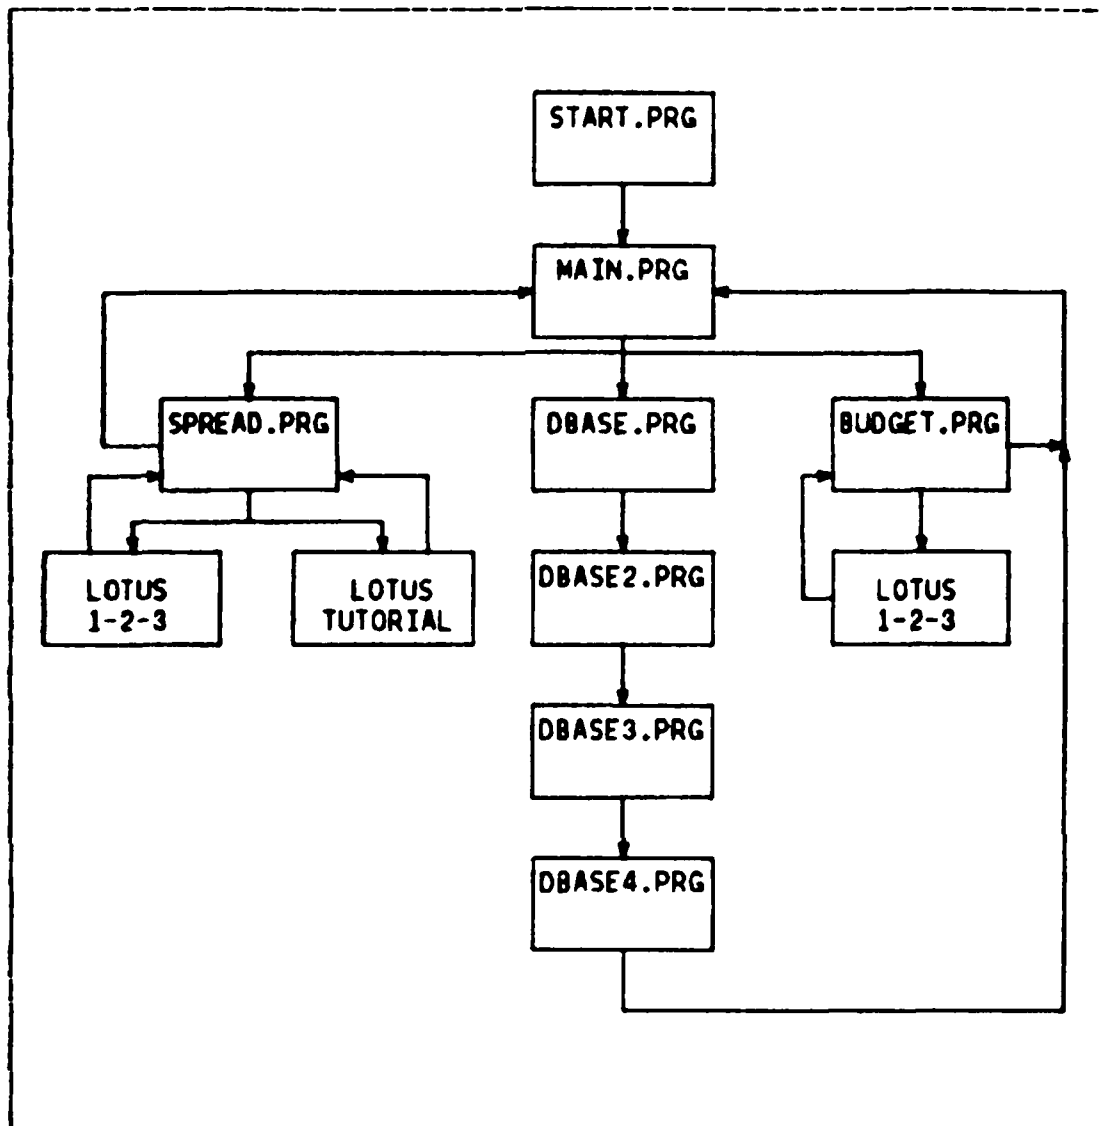 START.PRG
MAIN.PRG
SPREAD.PRG
DBASE.PRG
BUDGET.PRG
LOTUS
1-2-3
LOTUS
TUTORIAL
DBASE2.PRG
LOTUS
1-2-3
DBASE3.PRG
DBASE4.PRG